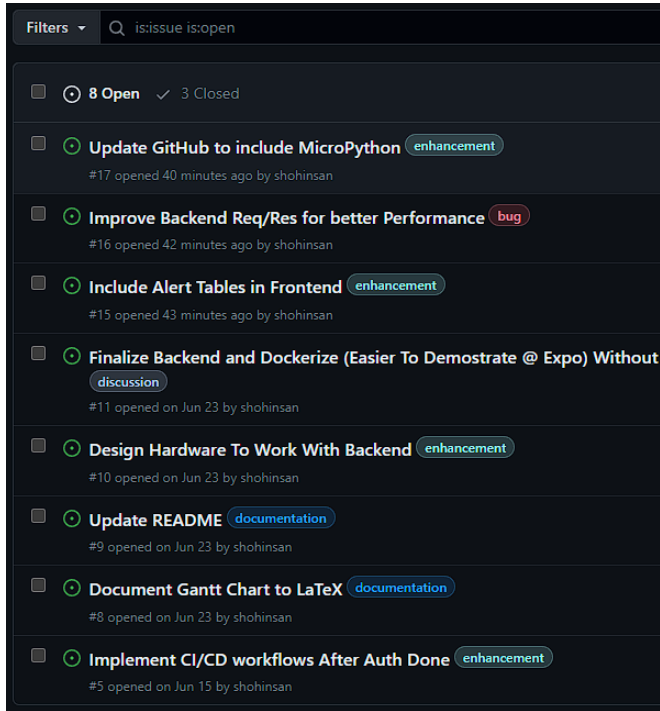 Filters
is:issue is:open
8 Open 3 Closed
Update GitHub to include MicroPython enhancement
#17 opened 40 minutes ago by shohinsan
Improve Backend Req/Res for better Performance bug
#16 opened 42 minutes ago by shohinsan
Include Alert Tables in Frontend enhancement
#15 opened 43 minutes ago by shohinsan
Finalize Backend and Dockerize (Easier To Demostrate @ Expo) Without
discussion
#11 opened on Jun 23 by shohinsan
Design Hardware To Work With Backend enhancement
#10 opened on Jun 23 by shohinsan
Update README documentation
#9 opened on Jun 23 by shohinsan
Document Gantt Chart to LaTeX documentation
#8 opened on Jun 23 by shohinsan
Implement CI/CD workflows After Auth Done enhancement
#5 opened on Jun 15 by shohinsan